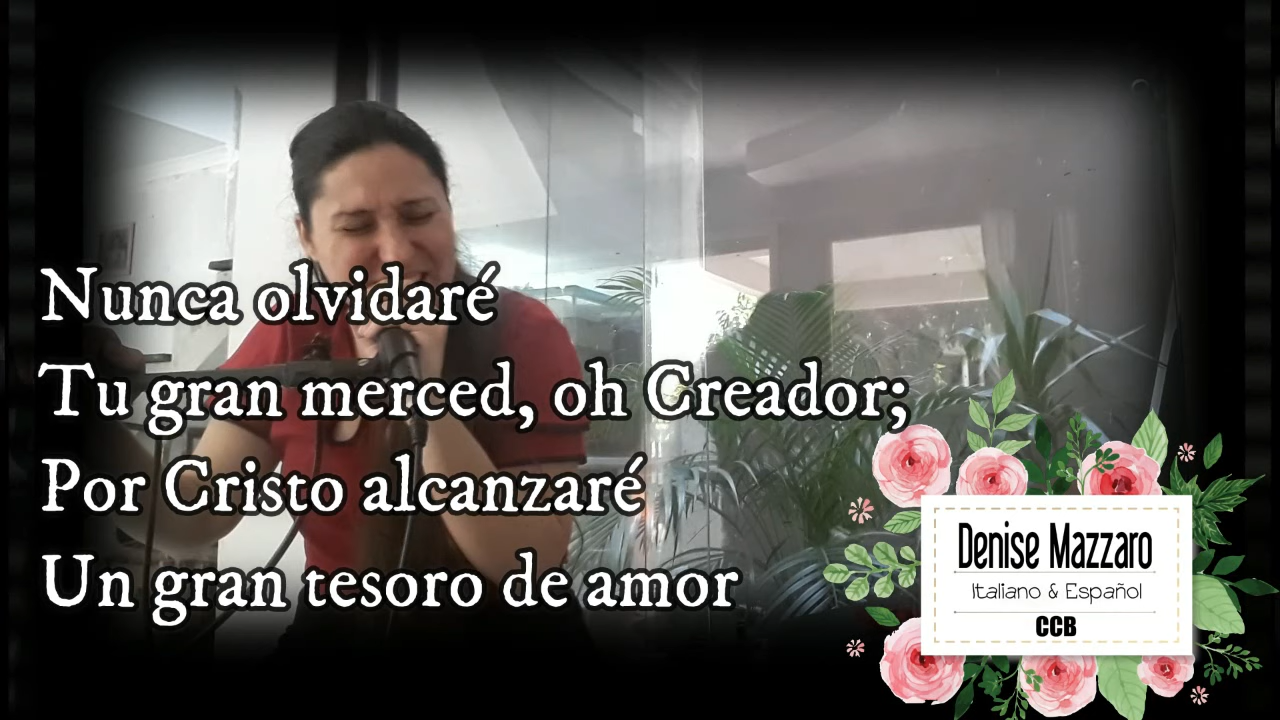 Nunca olvidaré
Tu gran merced, oh Creador;
Por Cristo alcanzaré
Un gran tesoro de amor
Denise Mazzaro
Italiano & Español
CCB